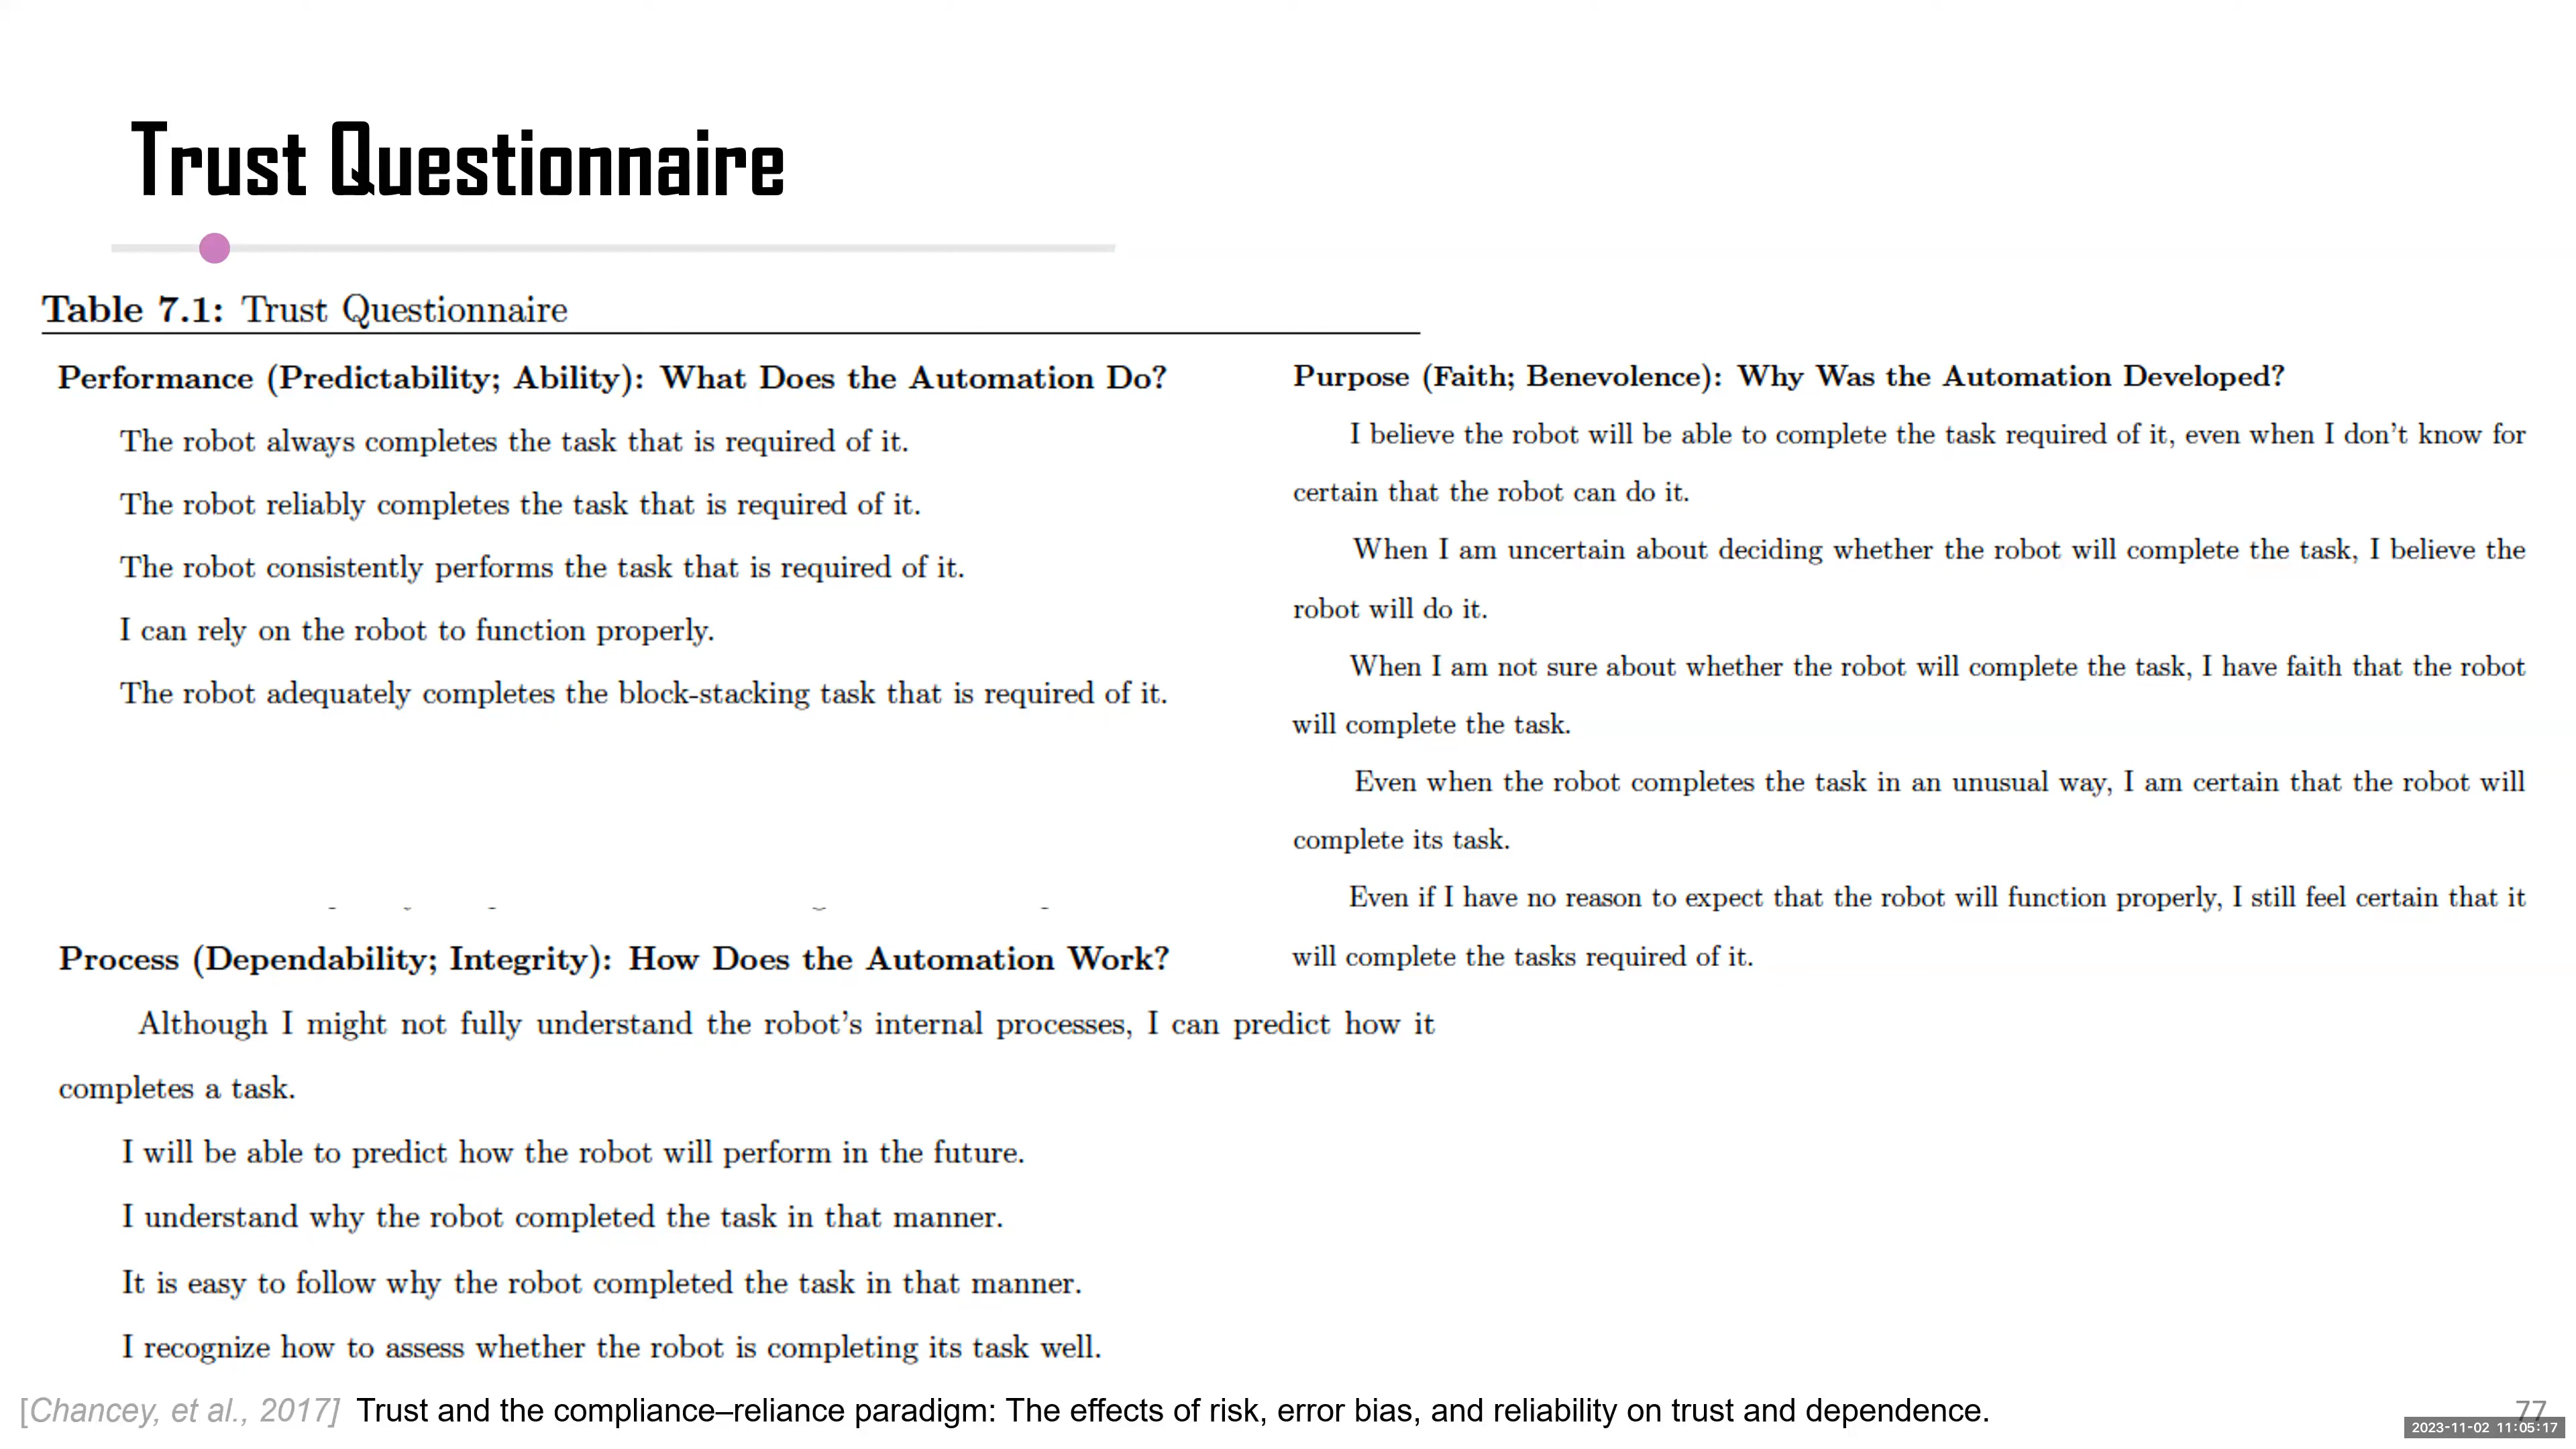 Trust Questionnaire
Table 7.1: Trust Questionnaire
Performance (Predictability; Ability): What Does the Automation Do?
The robot always completes the task that is required of it.
The robot reliably completes the task that is required of it.
The robot consistently performs the task that is required of it.
I can rely on the robot to function properly.
The robot adequately completes the block-stacking task that is required of it.
Process (Dependability; Integrity): How Does the Automation Work?
Although I might not fully understand the robot's internal processes, I can predict how it
completes a task.
I will be able to predict how the robot will perform in the future.
I understand why the robot completed the task in that manner.
It is easy to follow why the robot completed the task in that manner.
I recognize how to assess whether the robot is completing its task well.
Purpose (Faith; Benevolence): Why Was the Automation Developed?
I believe the robot will be able to complete the task required of it, even when I don't know for
certain that the robot can do it.
When I am uncertain about deciding whether the robot will complete the task, I believe the
robot will do it.
When I am not sure about whether the robot will complete the task, I have faith that the robot
will complete the task.
Even when the robot completes the task in an unusual way, I am certain that the robot will
complete its task.
Even if I have no reason to expect that the robot will function properly, I still feel certain that it
will complete the tasks required of it.
[Chancey, et al., 2017] Trust and the compliance–reliance paradigm: The effects of risk, error bias, and reliability on trust and dependence.
77
2023-11-02 11:05:17